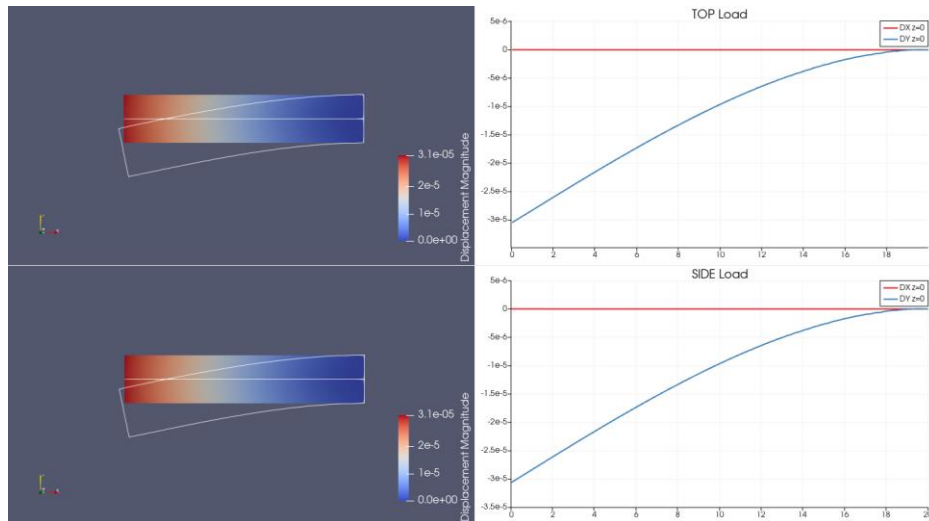 TOP Load
5e-6
0
-5e-6
-1e-5
-1.5e-5
-2e-5
-2.5e-5
-3e-5
0 2 4 6 8 10 12 14 16 18
DX z=0
DY z=0
3.1e-05
2e-5
1e-5
0.0e+00
Displacement Magnitude
SIDE Load
5e-6
0
-5e-6
-1e-5
-1.5e-5
-2e-5
-2.5e-5
-3e-5
-3.5e-5
0 2 4 6 8 10 12 14 16 18 20
DX z=0
DY z=0
3.1e-05
2e-5
1e-5
0.0e+00
Displacement Magnitude